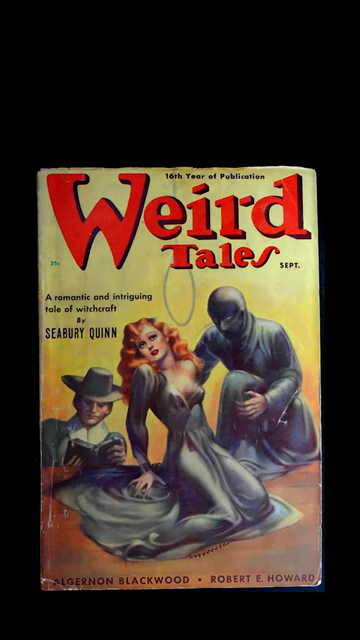 16th Year of Publication
Weird
Tales
25c
SEPT.
A romantic and intriguing
tale of witchcraft
By
SEABURY QUINN
ALGERNON BLACKWOOD • ROBERT E. HOWARD